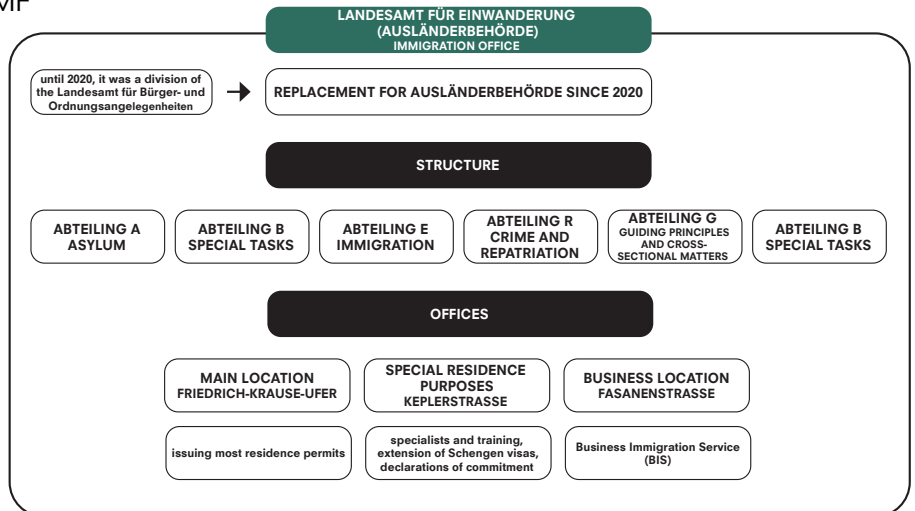 LANDESAMT FÜR EINWANDERUNG
(AUSLÄNDERBEHÖRDE)
IMMIGRATION OFFICE
until 2020, it was a division of
the Landesamt für Bürger- und
Ordnungsangelegenheiten
REPLACEMENT FOR AUSLÄNDERBEHÖRDE SINCE 2020
STRUCTURE
ABTEILING A
ASYLUM
ABTEILING B
SPECIAL TASKS
ABTEILING E
IMMIGRATION
ABTEILING R
CRIME AND
REPATRIATION
ABTEILING G
GUIDING PRINCIPLES
AND CROSS-
SECTIONAL MATTERS
ABTEILING B
SPECIAL TASKS
OFFICES
MAIN LOCATION
FRIEDRICH-KRAUSE-UFER
SPECIAL RESIDENCE
PURPOSES
KEPLERSTRASSE
BUSINESS LOCATION
FASANENSTRASSE
issuing most residence permits
specialists and training,
extension of Schengen visas,
declarations of commitment
Business Immigration Service
(BIS)